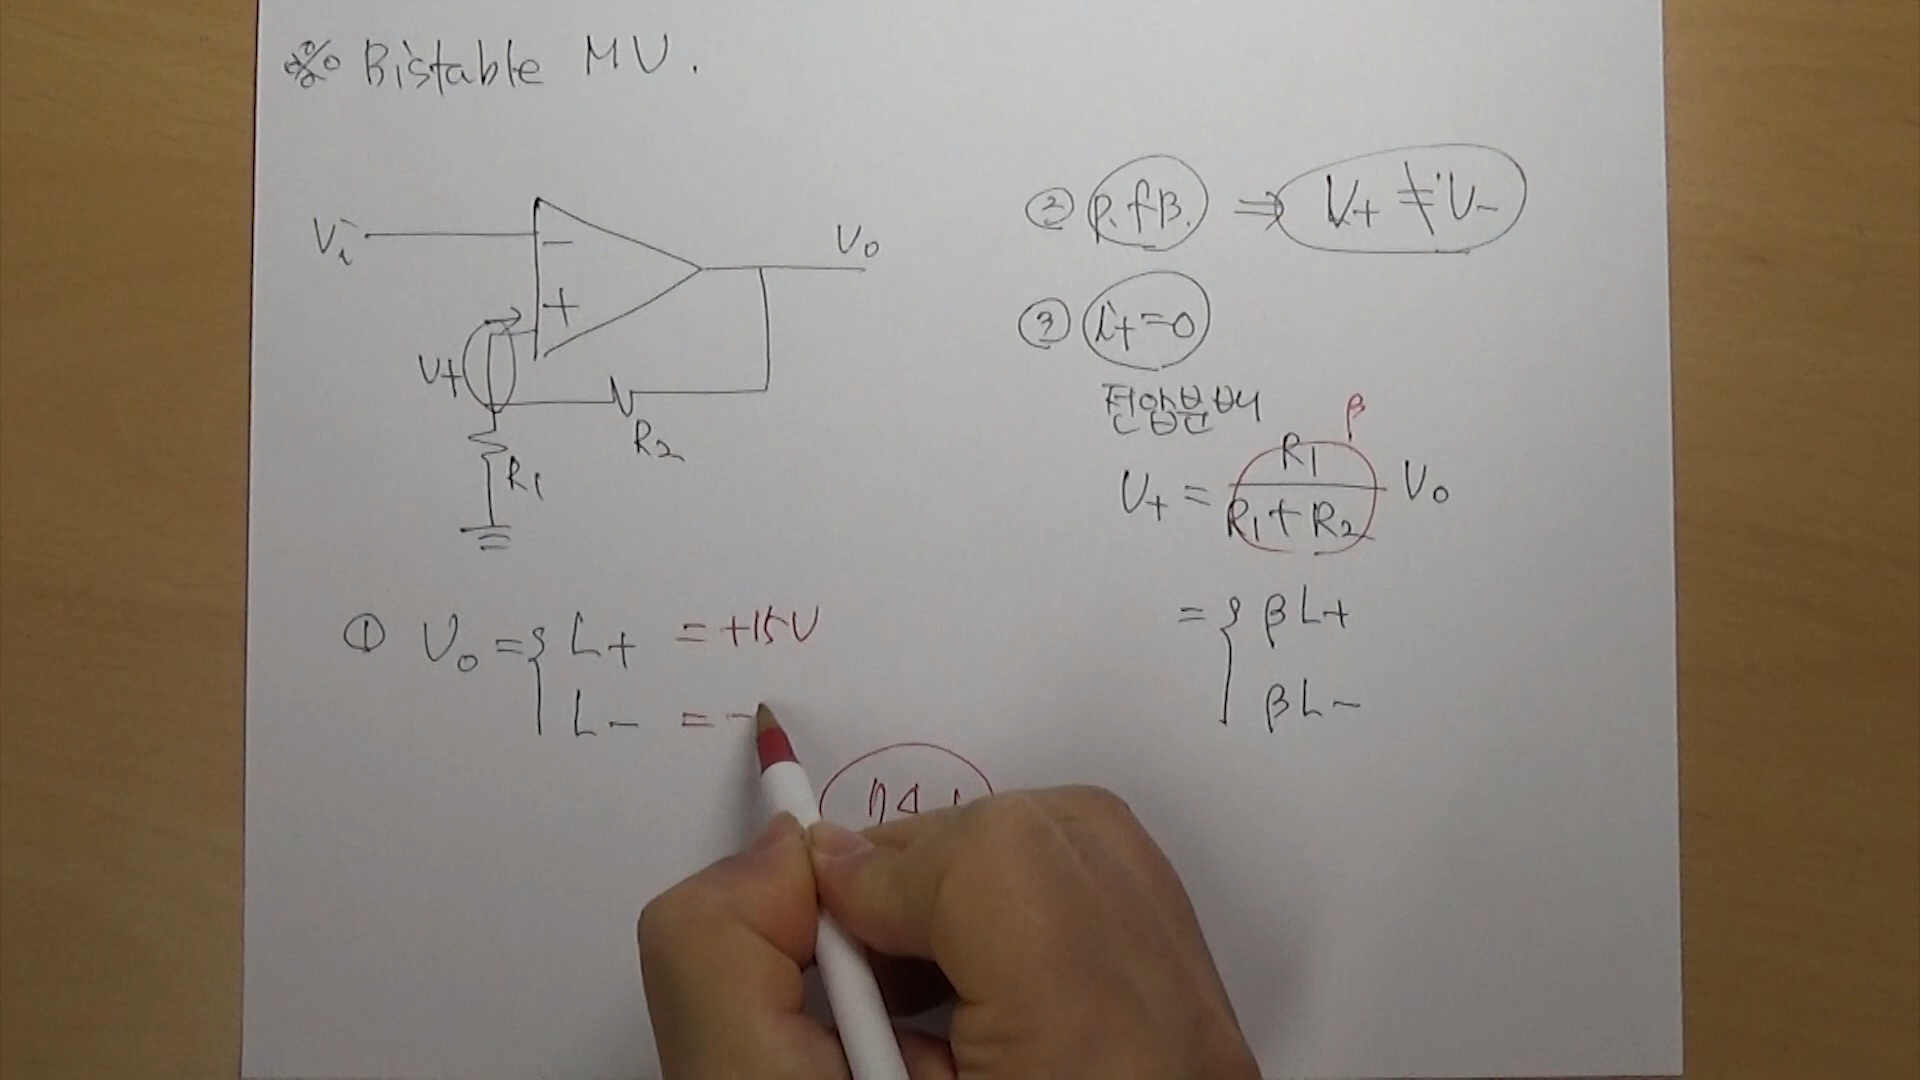 ※ Bistable MV.
Vi
−
+
Vo
V+
R2
R1
① Vo = { L+ = +15V
L− = −
② P.f.B. ⇒ V+ ≠ V−
③ i+ = 0
전압분배
β
V+ = R1 / (R1 + R2) Vo
= { βL+
βL−